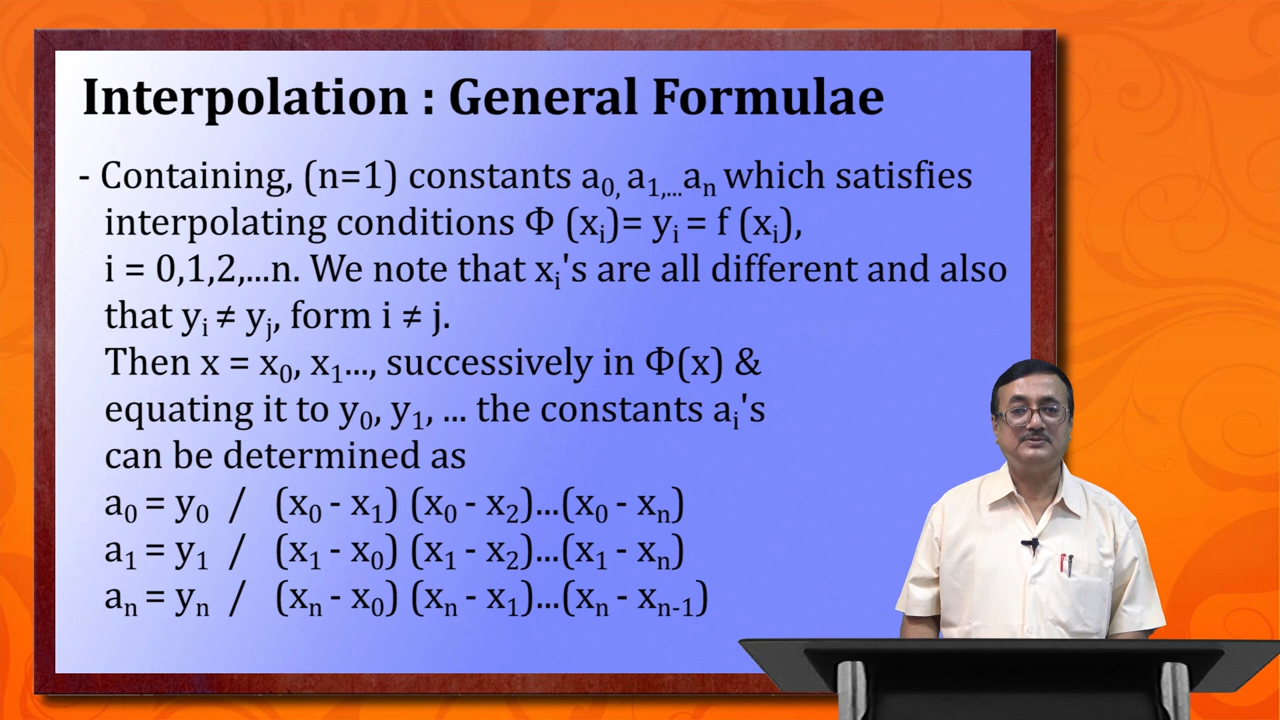 Interpolation : General Formulae
- Containing, (n=1) constants a₀, a₁,...aₙ which satisfies
interpolating conditions Φ (xᵢ)= yᵢ = f (xᵢ),
i = 0,1,2,...n. We note that xᵢ's are all different and also
that yᵢ ≠ yⱼ, form i ≠ j.
Then x = x₀, x₁..., successively in Φ(x) &
equating it to y₀, y₁, ... the constants aᵢ's
can be determined as
a₀ = y₀ / (x₀ - x₁) (x₀ - x₂)...(x₀ - xₙ)
a₁ = y₁ / (x₁ - x₀) (x₁ - x₂)...(x₁ - xₙ)
aₙ = yₙ / (xₙ - x₀) (xₙ - x₁)...(xₙ - xₙ₋₁)